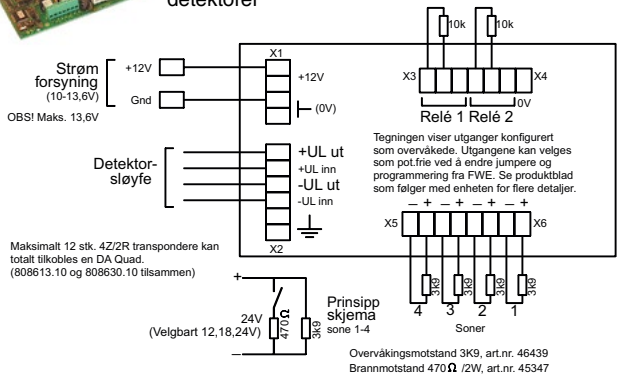 detektorer
10k
10k
X1
Strøm
forsyning
(10-13,6V)
OBS! Maks. 13,6V
+12V
Gnd
+12V
(0V)
X3
X4
0V
Relé 1 Relé 2
Tegningen viser utganger konfigurert
som overvåkede. Utgangene kan velges
som pot.frie ved å endre jumpere og
programmering fra FWE. Se produktblad
som følger med enheten for flere detaljer.
Detektor-
sløyfe
+UL ut
+UL inn
-UL ut
-UL inn
X2
– + – + – + – +
X5
X6
3k9
3k9
3k9
3k9
4 3 2 1
Soner
Maksimalt 12 stk. 4Z/2R transpondere kan
totalt tilkobles en DA Quad.
(808613.10 og 808630.10 tilsammen)
+
24V
(Velgbart 12,18,24V)
470Ω
3k9
–
Prinsipp
skjema
sone 1-4
Overvåkingsmotstand 3K9, art.nr. 46439
Brannmotstand 470Ω /2W, art.nr. 45347